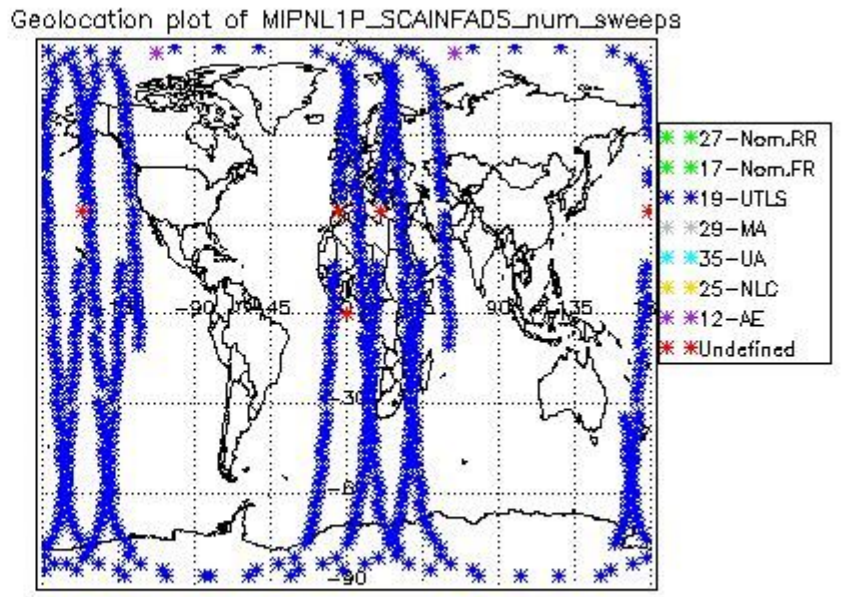 Geolocation plot of MIPNL1P_SCAINFADS_num_sweeps
27-Nom.RR
17-Nom.FR
19-UTLS
29-MA
35-UA
25-NLC
12-AE
Undefined
-90
-45
90
135
-30
-90